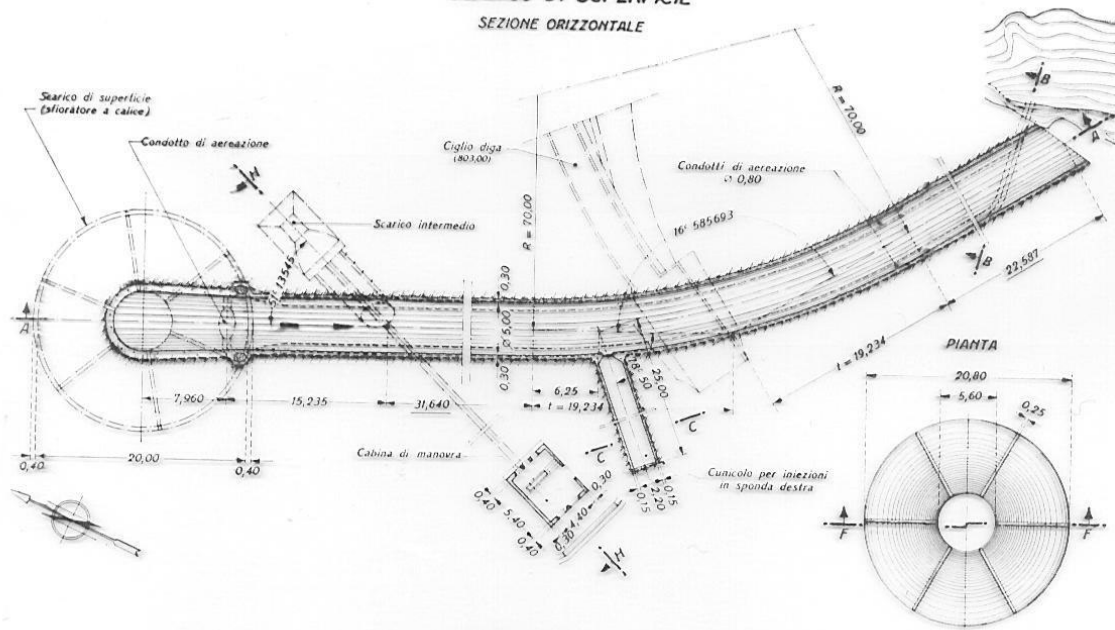 SEZIONE ORIZZONTALE
Scarico di superficie
(sfioratore a calice)
Condotto di aereazione
H
Scarico intermedio
Ciglio diga
(803,00)
R = 70,00
R = 70,00
Condotti di aereazione
∅ 0,80
B
A
16ᶜ 585693
B
22,587
t = 19,234
A
0,30
∅ 5,00
0,30
6,25
t = 19,234
18ᶜ 50
25,00
7,960
15,235
31,640
0,40
20,00
0,40
Cabina di manovra
C
C
Cunicolo per iniezioni
in sponda destra
0,15
2,20
0,15
0,40
5,40
0,40
0,30
4,40
0,30
H
PIANTA
20,80
5,60
0,25
F
F